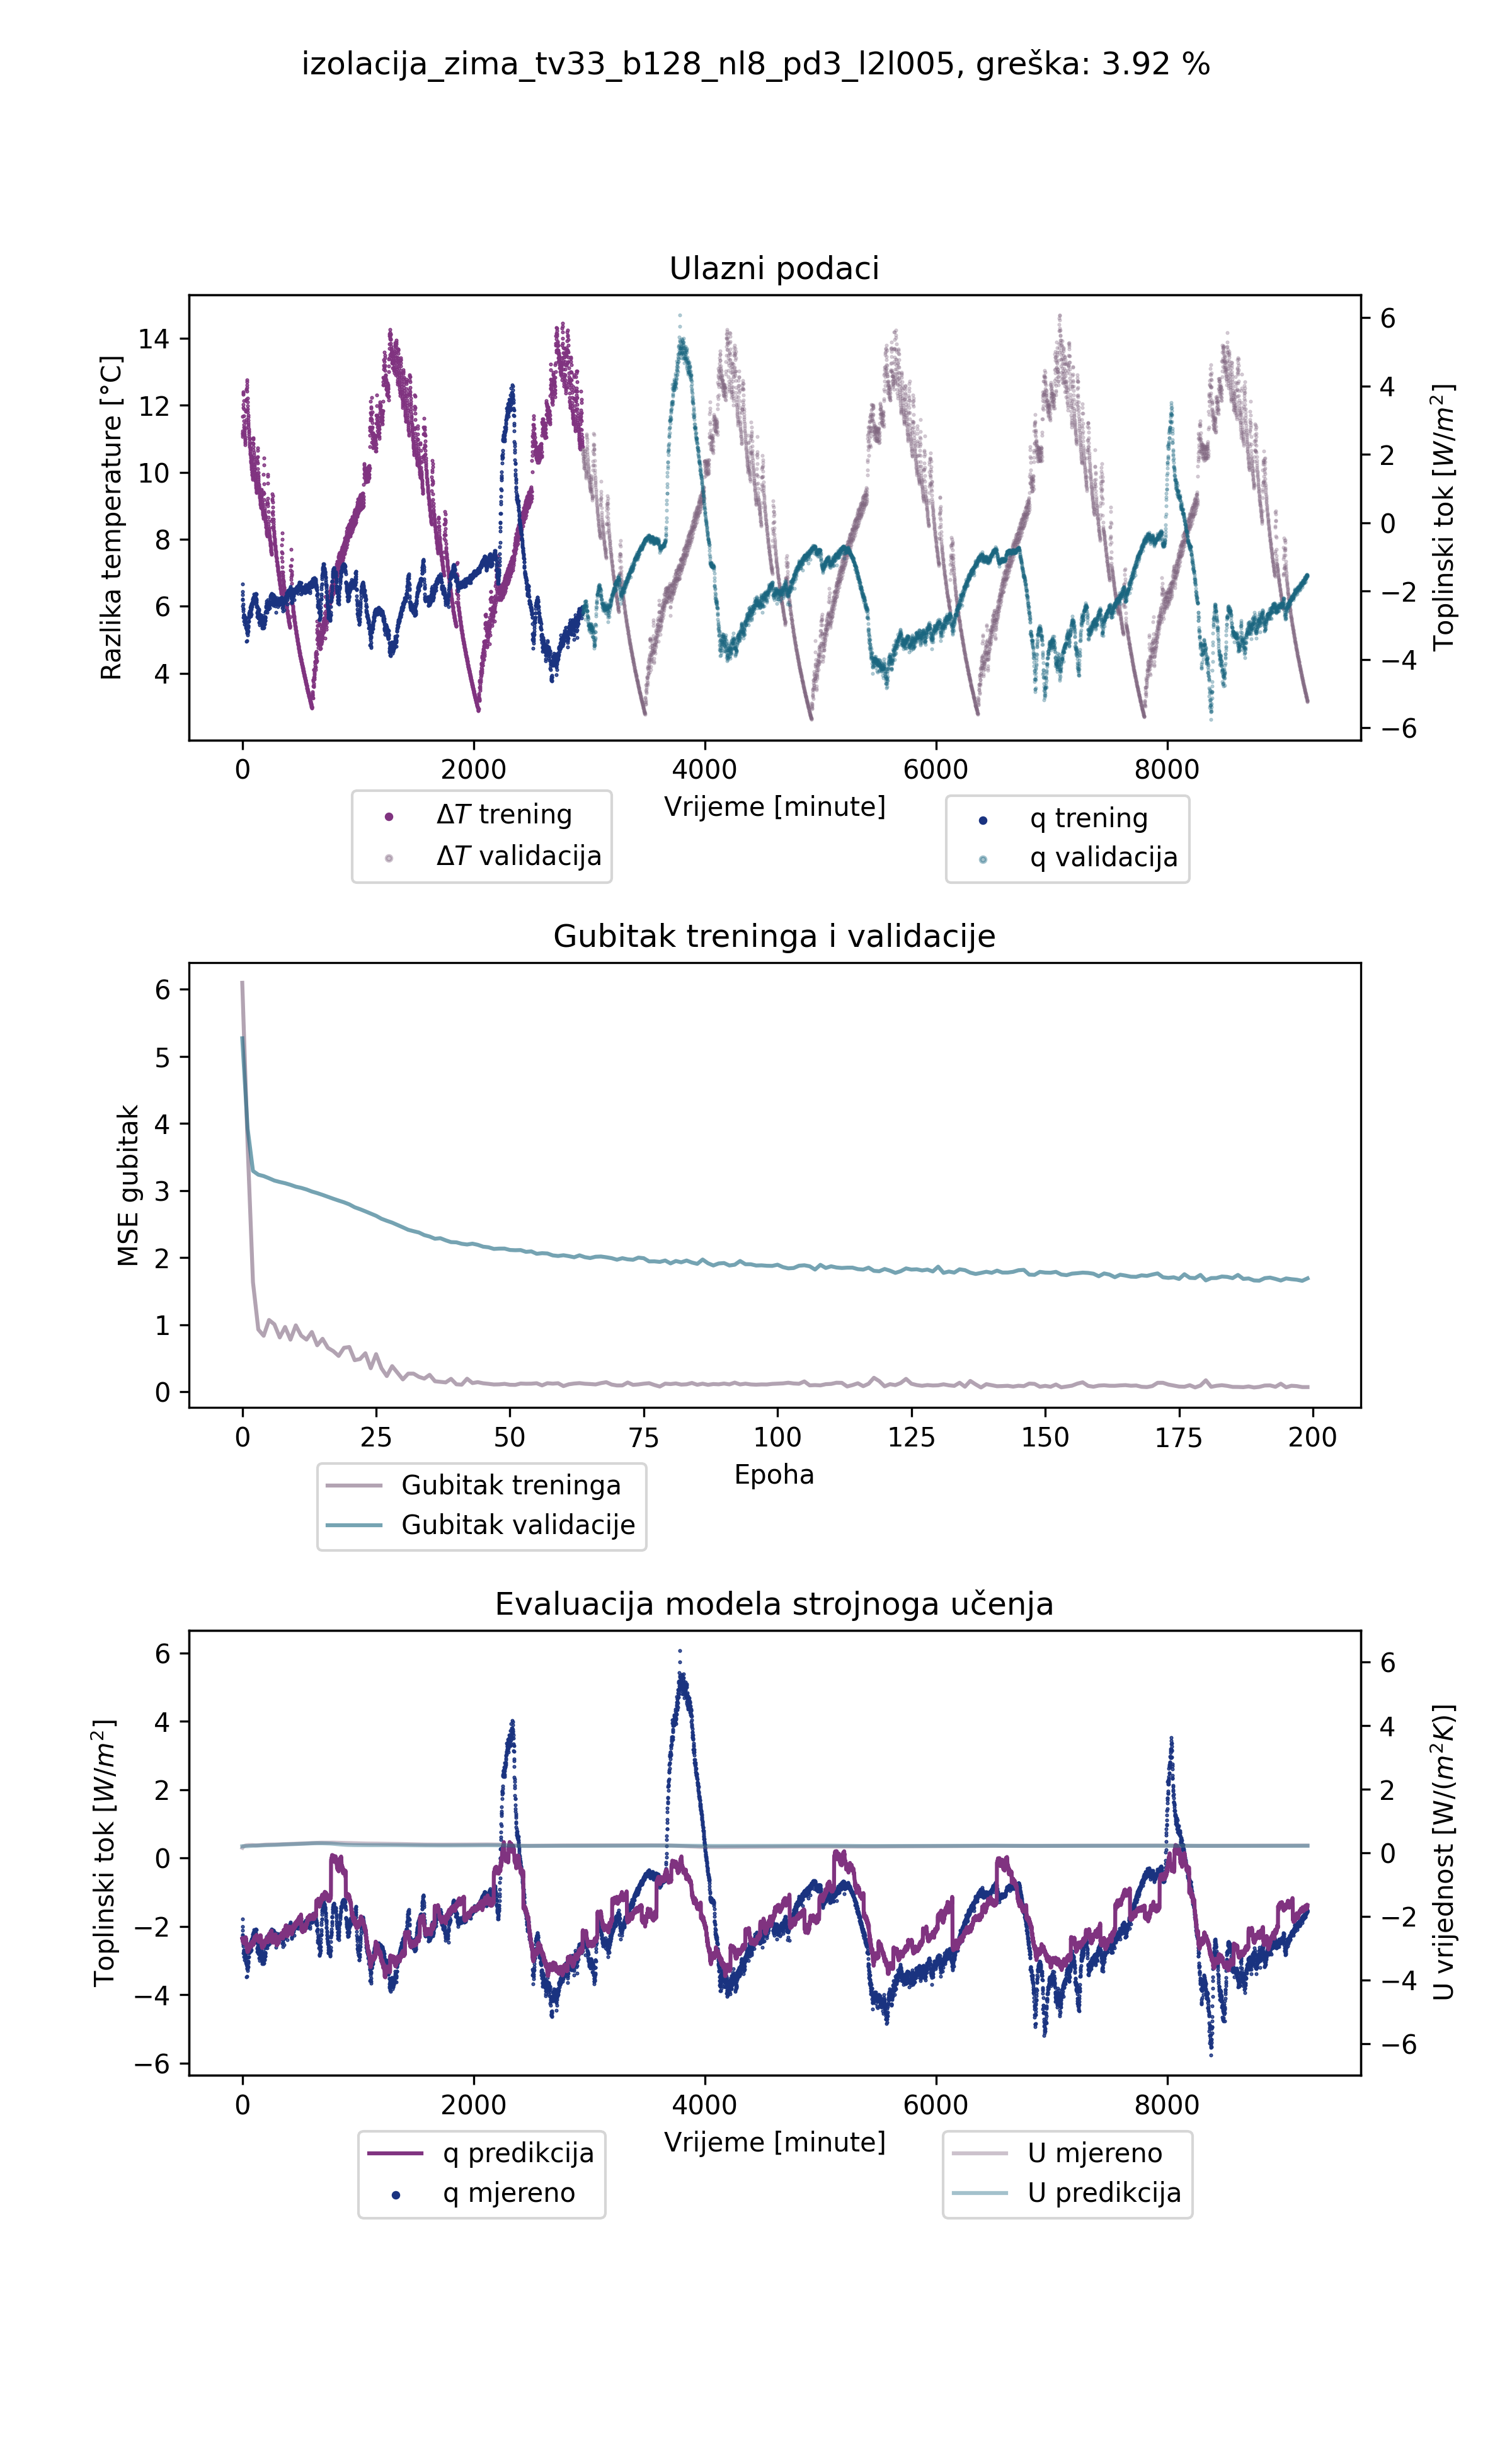 izolacija_zima_tv33_b128_nl8_pd3_l2l005, greška: 3.92 %
Ulazni podaci
Razlika temperature [°C]
14
12
10
8
6
4
Toplinski tok [W/m²]
6
4
2
0
−2
−4
−6
0 2000 4000 6000 8000
Vrijeme [minute]
ΔT trening
ΔT validacija
q trening
q validacija
Gubitak treninga i validacije
MSE gubitak
6
5
4
3
2
1
0
0 25 50 75 100 125 150 175 200
Epoha
Gubitak treninga
Gubitak validacije
Evaluacija modela strojnoga učenja
Toplinski tok [W/m²]
6
4
2
0
−2
−4
−6
U vrijednost [W/(m²K)]
6
4
2
0
−2
−4
−6
0 2000 4000 6000 8000
Vrijeme [minute]
q predikcija
q mjereno
U mjereno
U predikcija